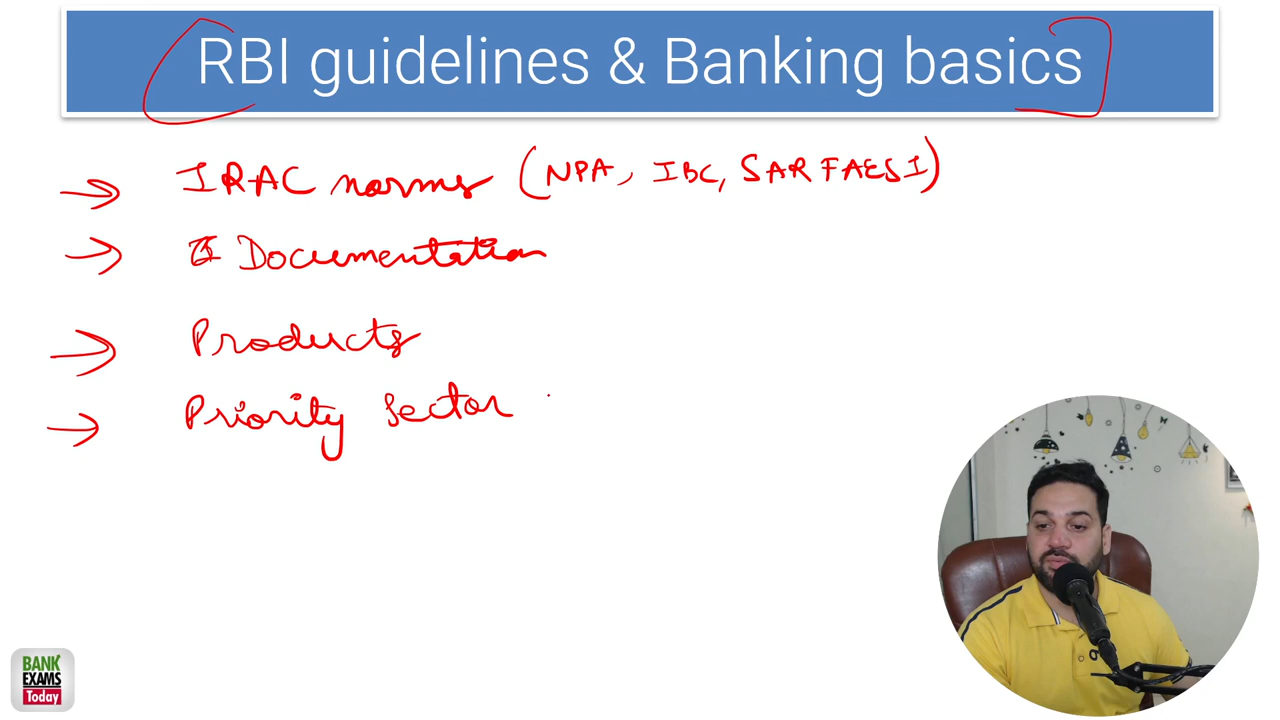 RBI guidelines & Banking basics
→ IRAC norms (NPA, IBC, SARFAESI)
→ Documentation
→ Products
→ Priority Sector
BANK
EXAMS
Today